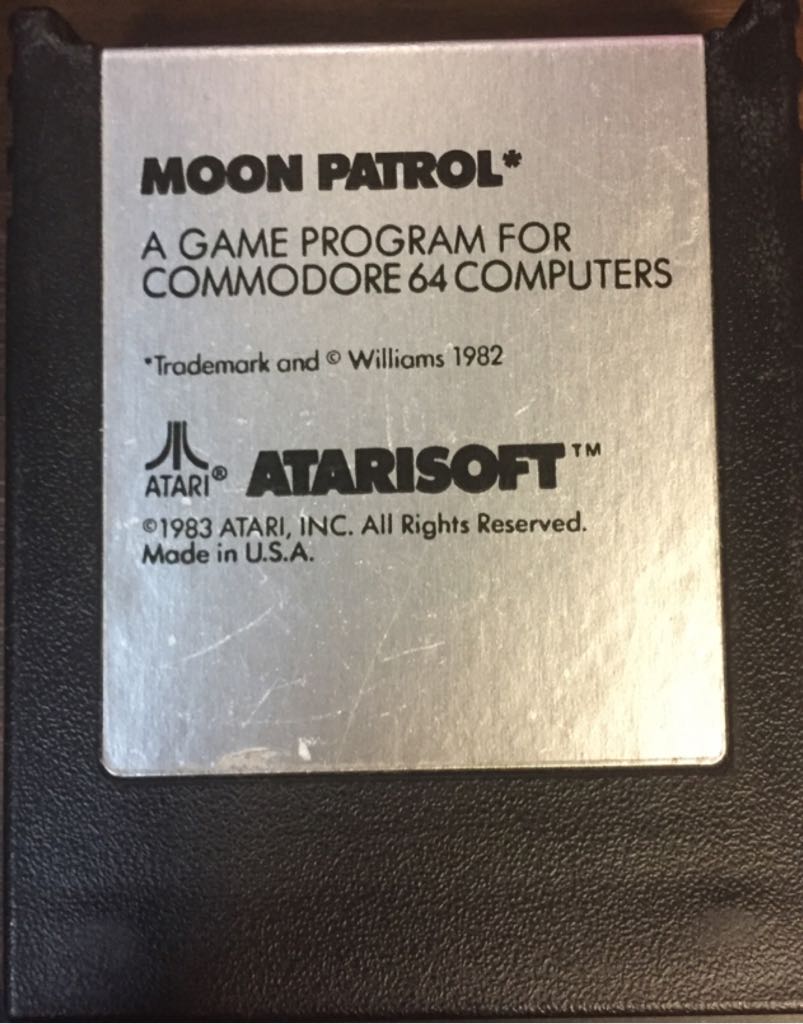 MOON PATROL*
A GAME PROGRAM FOR
COMMODORE 64 COMPUTERS
*Trademark and © Williams 1982
ATARI® ATARISOFT™
©1983 ATARI, INC. All Rights Reserved.
Made in U.S.A.